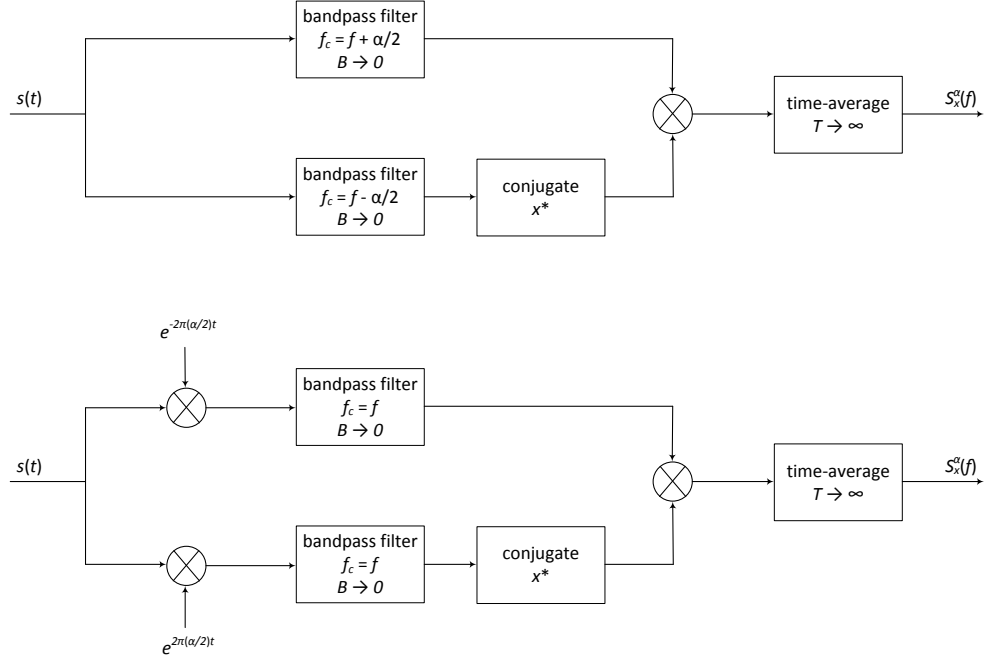 bandpass filter
f_c = f + α/2
B → 0
s(t)
time-average
T → ∞
S_x^α(f)
bandpass filter
f_c = f - α/2
B → 0
conjugate
x*
e^{-2π(α/2)t}
bandpass filter
f_c = f
B → 0
s(t)
time-average
T → ∞
S_x^α(f)
bandpass filter
f_c = f
B → 0
conjugate
x*
e^{2π(α/2)t}